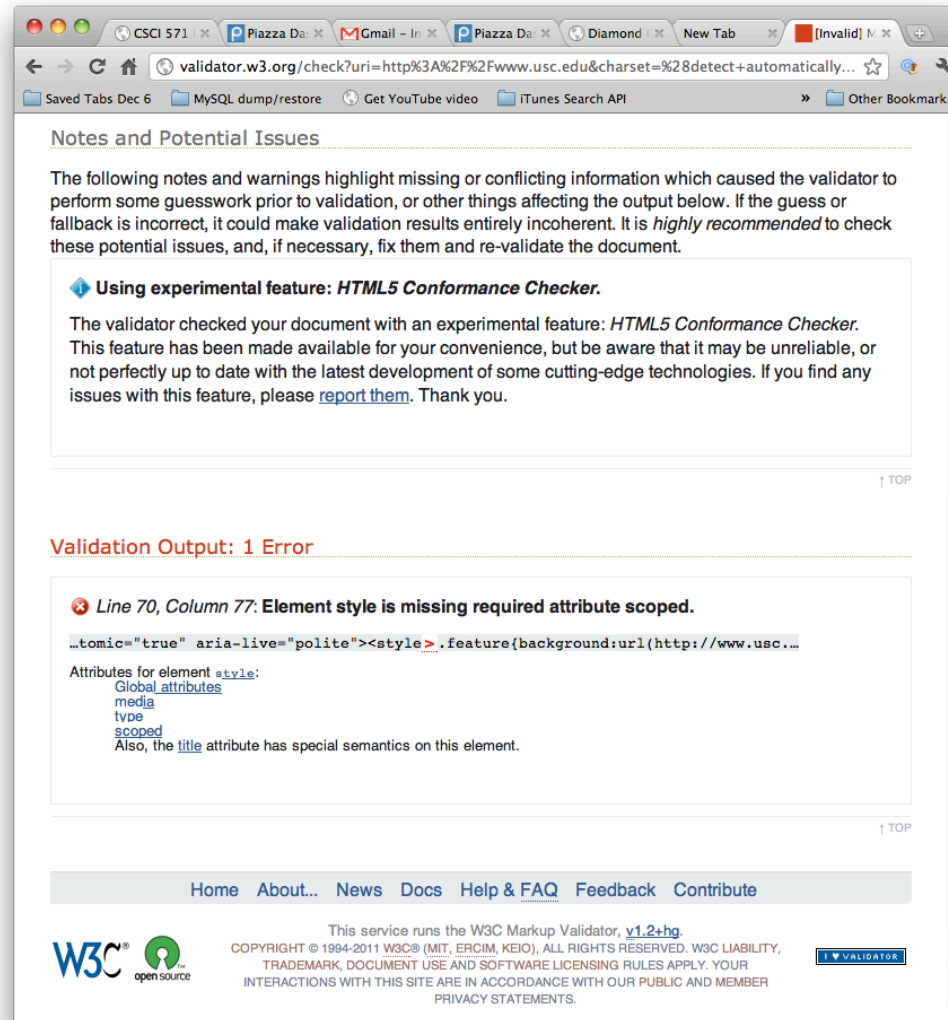 CSCI 571
Piazza Da
Gmail – In
Piazza Da
Diamond
New Tab
[Invalid] M
validator.w3.org/check?uri=http%3A%2F%2Fwww.usc.edu&charset=%28detect+automatically...
Saved Tabs Dec 6
MySQL dump/restore
Get YouTube video
iTunes Search API
»
Other Bookmark
Notes and Potential Issues
The following notes and warnings highlight missing or conflicting information which caused the validator to
perform some guesswork prior to validation, or other things affecting the output below. If the guess or
fallback is incorrect, it could make validation results entirely incoherent. It is highly recommended to check
these potential issues, and, if necessary, fix them and re-validate the document.
Using experimental feature: HTML5 Conformance Checker.
The validator checked your document with an experimental feature: HTML5 Conformance Checker.
This feature has been made available for your convenience, but be aware that it may be unreliable, or
not perfectly up to date with the latest development of some cutting-edge technologies. If you find any
issues with this feature, please report them. Thank you.
↑ TOP
Validation Output: 1 Error
Line 70, Column 77: Element style is missing required attribute scoped.
…tomic="true" aria-live="polite"><style>.feature{background:url(http://www.usc.…
Attributes for element style:
Global attributes
media
type
scoped
Also, the title attribute has special semantics on this element.
↑ TOP
Home About... News Docs Help & FAQ Feedback Contribute
W3C®
open source
This service runs the W3C Markup Validator, v1.2+hg.
COPYRIGHT © 1994-2011 W3C® (MIT, ERCIM, KEIO), ALL RIGHTS RESERVED. W3C LIABILITY,
TRADEMARK, DOCUMENT USE AND SOFTWARE LICENSING RULES APPLY. YOUR
INTERACTIONS WITH THIS SITE ARE IN ACCORDANCE WITH OUR PUBLIC AND MEMBER
PRIVACY STATEMENTS.
I ♥ VALIDATOR